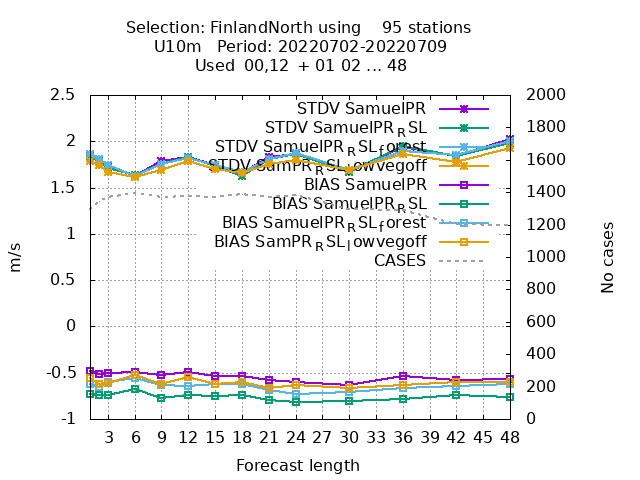 Selection: FinlandNorth using    95 stations
U10m   Period: 20220702-20220709
Used  00,12  + 01 02 ... 48
2.5
2
1.5
1
0.5
0
-0.5
-1
m/s
2000
1800
1600
1400
1200
1000
800
600
400
200
0
No cases
STDV SamuelPR
STDV SamuelPR_RSL
STDV SamuelPR_RSL_forest
STDV SamPR_RSL_lowvegoff
BIAS SamuelPR
BIAS SamuelPR_RSL
BIAS SamuelPR_RSL_forest
BIAS SamPR_RSL_lowvegoff
CASES
3 6 9 12 15 18 21 24 27 30 33 36 39 42 45 48
Forecast length